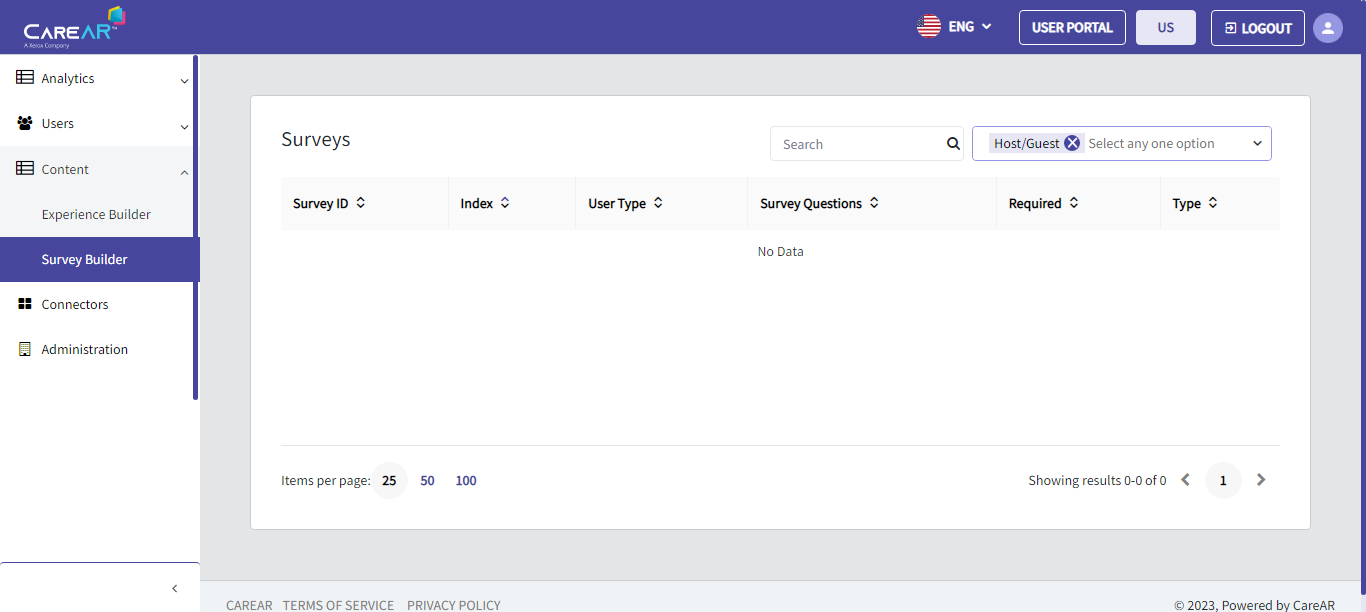 CAREAR™
A Xerox Company
ENG
USER PORTAL
US
LOGOUT
Analytics
Users
Content
Experience Builder
Survey Builder
Connectors
Administration
Surveys
Search
Host/Guest
Select any one option
Survey ID
Index
User Type
Survey Questions
Required
Type
No Data
Items per page: 25 50 100
Showing results 0-0 of 0
1
CAREAR TERMS OF SERVICE PRIVACY POLICY
© 2023, Powered by CareAR